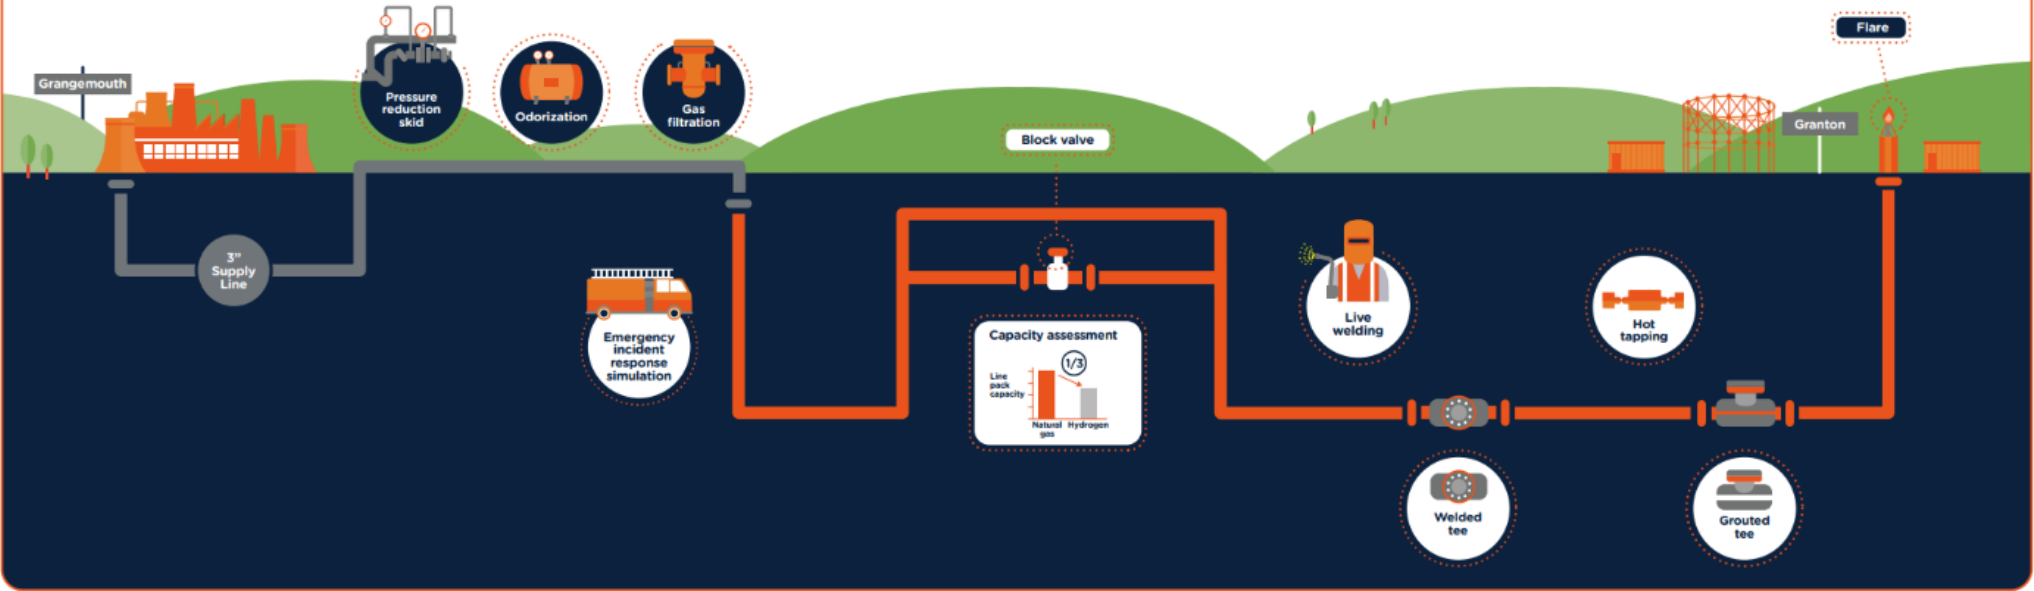 Grangemouth
Pressure
reduction
skid
Odorization
Gas
filtration
Block valve
Flare
Granton
3”
Supply
Line
Emergency
incident
response
simulation
Capacity assessment
1/3
Line
pack
capacity
Natural
gas
Hydrogen
Live
welding
Hot
tapping
Welded
tee
Grouted
tee